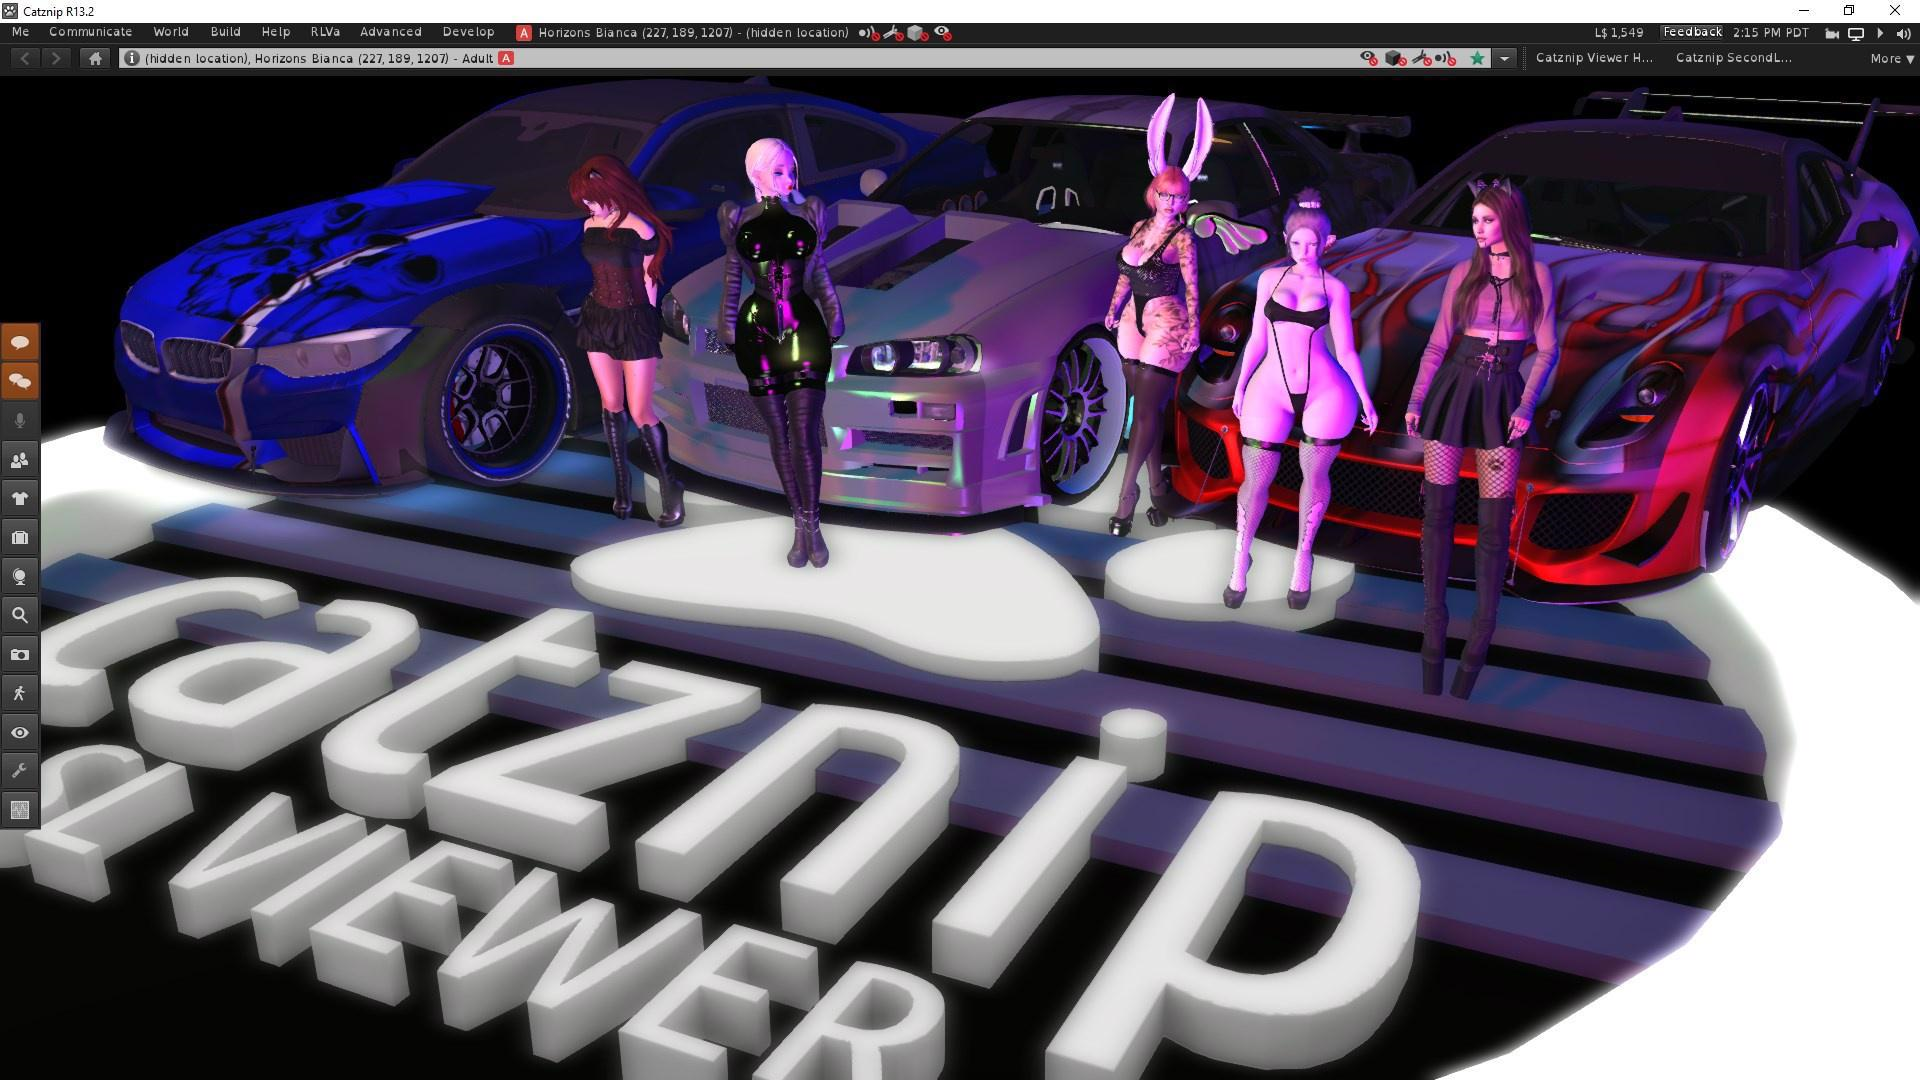 Catznip R13.2
Me Communicate World Build Help RLVa Advanced Develop A Horizons Bianca (227, 189, 1207) - (hidden location) L$ 1,549 Feedback 2:15 PM PDT
(hidden location), Horizons Bianca (227, 189, 1207) - Adult A Catznip Viewer H... Catznip SecondL... More
catznip
VIEWER